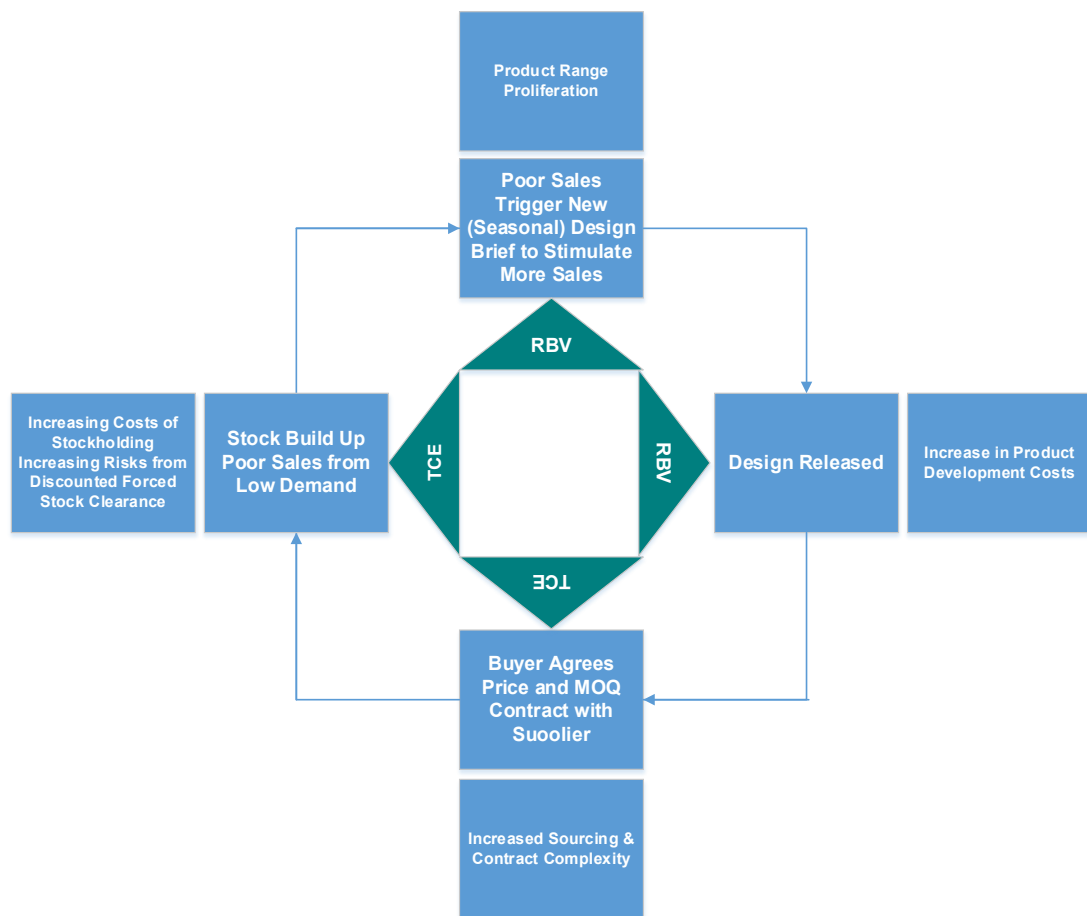 Product Range
Proliferation
Poor Sales
Trigger New
(Seasonal) Design
Brief to Stimulate
More Sales
RBV
Increasing Costs of
Stockholding
Increasing Risks from
Discounted Forced
Stock Clearance
Stock Build Up
Poor Sales from
Low Demand
TCE
RBV
Design Released
Increase in Product
Development Costs
TCE
Buyer Agrees
Price and MOQ
Contract with
Suoolier
Increased Sourcing &
Contract Complexity